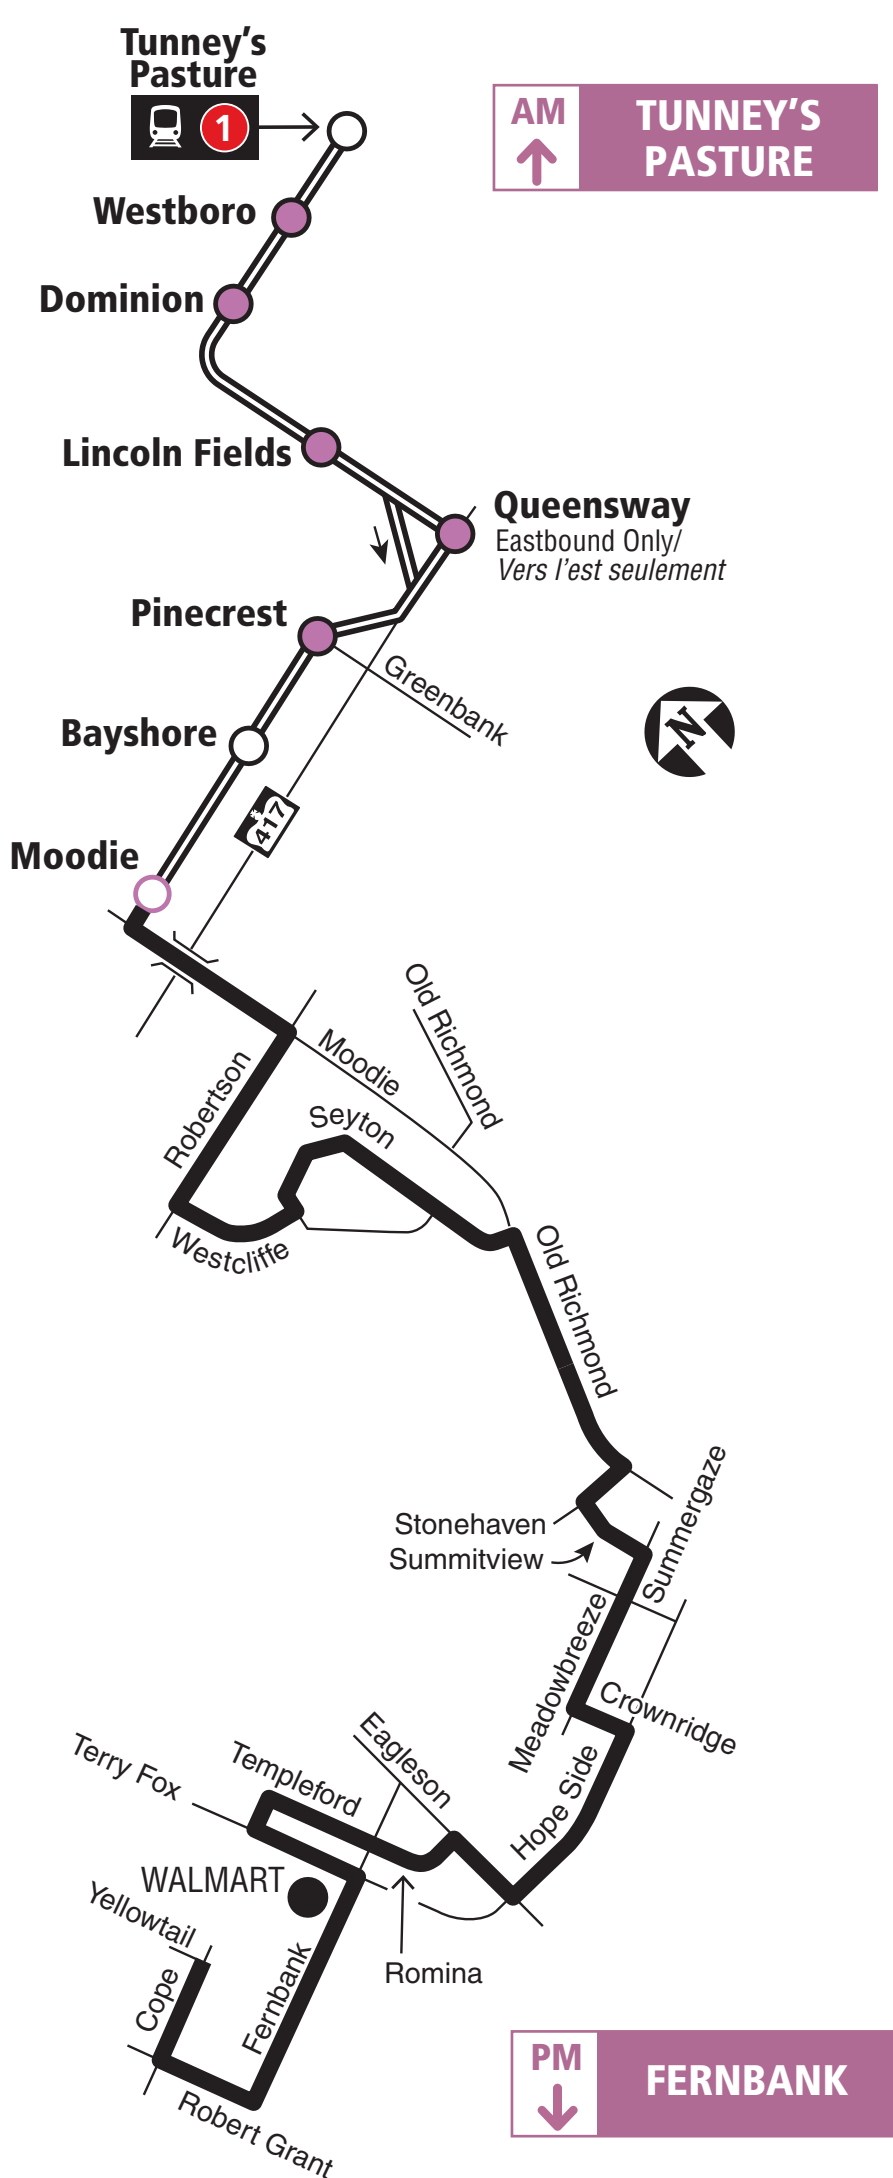 Tunney's
Pasture
1
AM
TUNNEY'S
PASTURE
Westboro
Dominion
Lincoln Fields
Queensway
Eastbound Only/
Vers l'est seulement
Pinecrest
Greenbank
Bayshore
N
417
Moodie
Old Richmond
Moodie
Robertson
Seyton
Westcliffe
Old Richmond
Summergaze
Stonehaven
Summitview
Meadowbreeze
Crownridge
Eagleson
Terry Fox
Templeford
Hope Side
WALMART
Yellowtail
Romina
Fernbank
Cope
PM
FERNBANK
Robert Grant